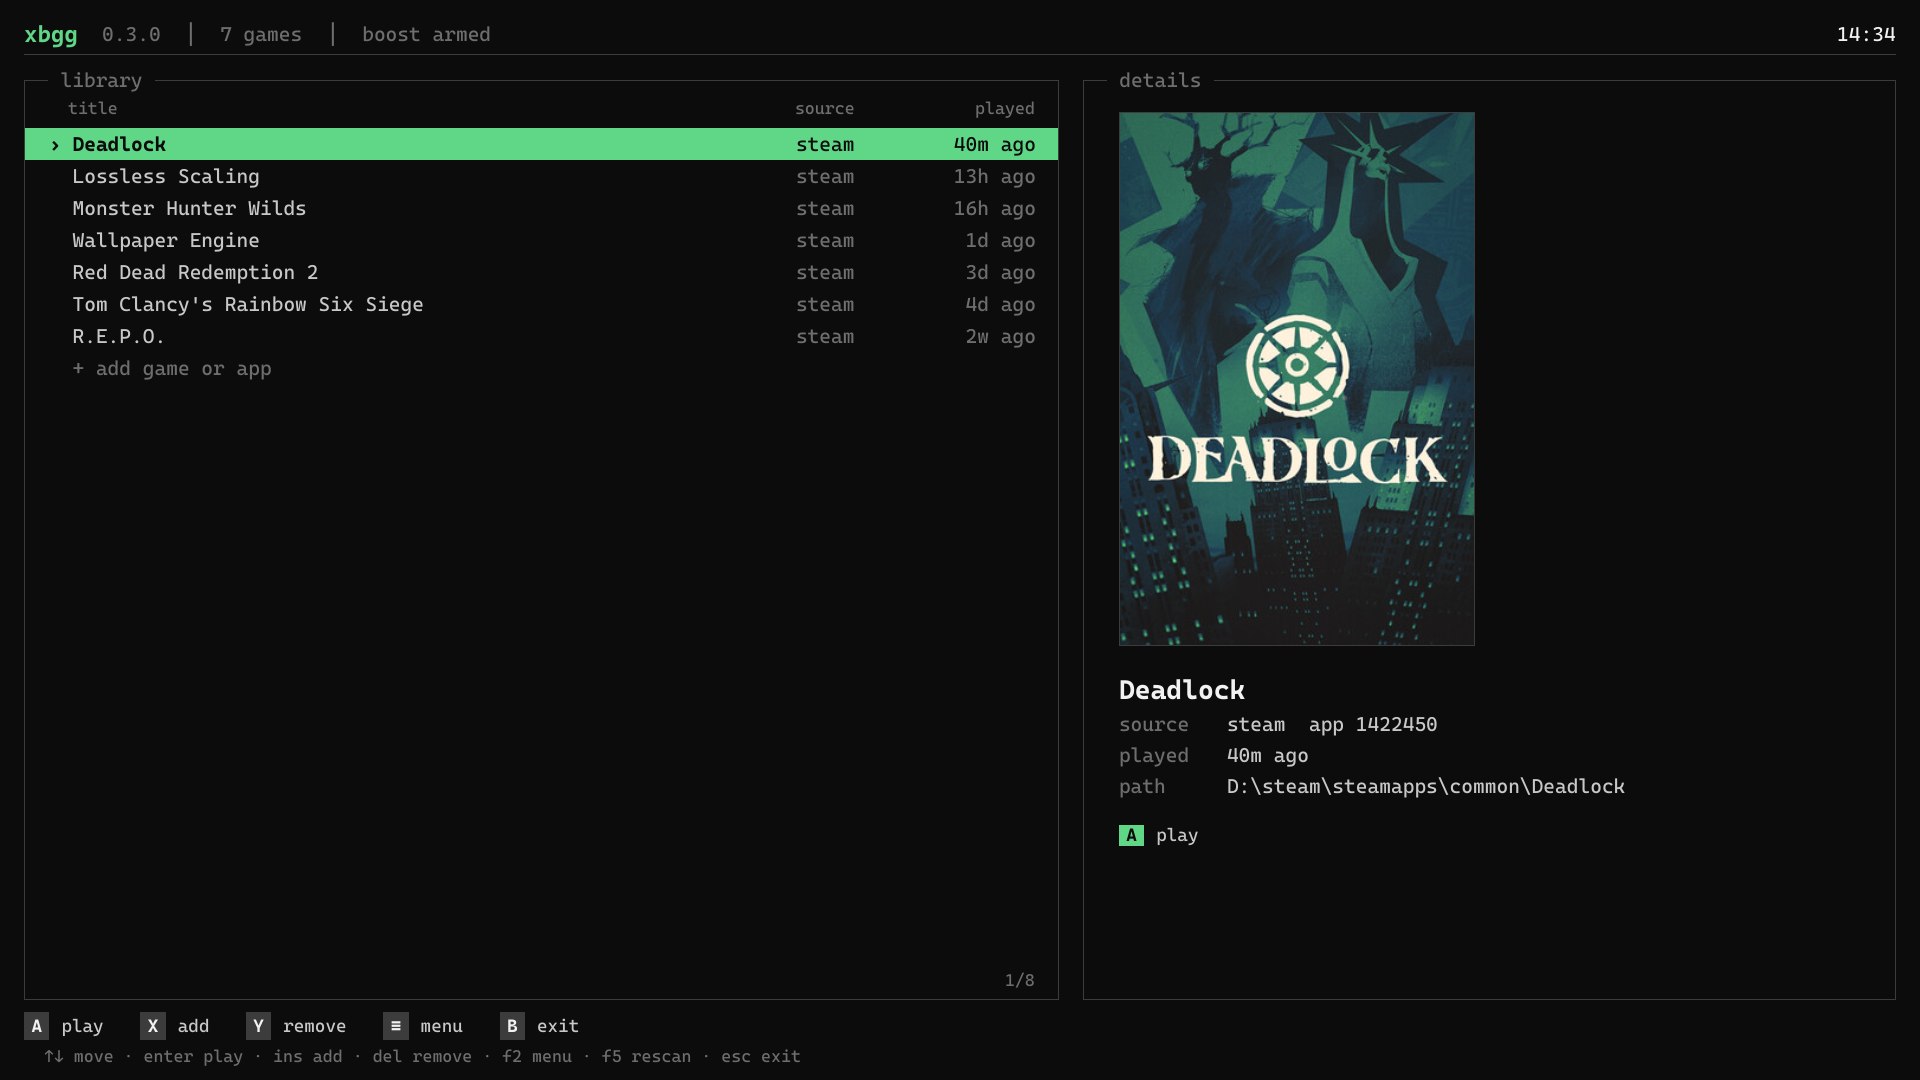 xbgg 0.3.0 │ 7 games │ boost armed 14:34
library
title source played
› Deadlock steam 40m ago
Lossless Scaling steam 13h ago
Monster Hunter Wilds steam 16h ago
Wallpaper Engine steam 1d ago
Red Dead Redemption 2 steam 3d ago
Tom Clancy's Rainbow Six Siege steam 4d ago
R.E.P.O. steam 2w ago
+ add game or app
1/8
details
DEADLOCK
Deadlock
source steam app 1422450
played 40m ago
path D:\steam\steamapps\common\Deadlock
A play
A play X add Y remove ≡ menu B exit
↑↓ move · enter play · ins add · del remove · f2 menu · f5 rescan · esc exit